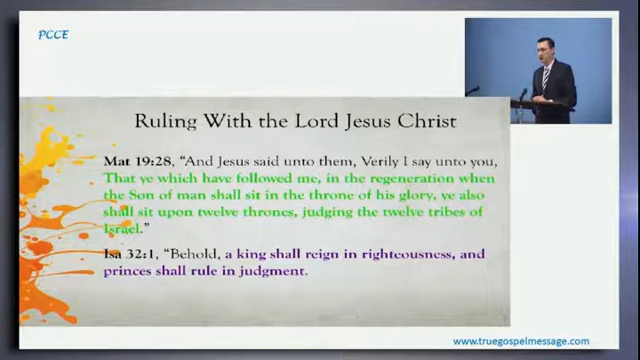 PCCE
Ruling With the Lord Jesus Christ
Mat 19:28, “And Jesus said unto them, Verily I say unto you,
That ye which have followed me, in the regeneration when
the Son of man shall sit in the throne of his glory, ye also
shall sit upon twelve thrones, judging the twelve tribes of
Israel.”
Isa 32:1, “Behold, a king shall reign in righteousness, and
princes shall rule in judgment.
www.truegospelmessage.com